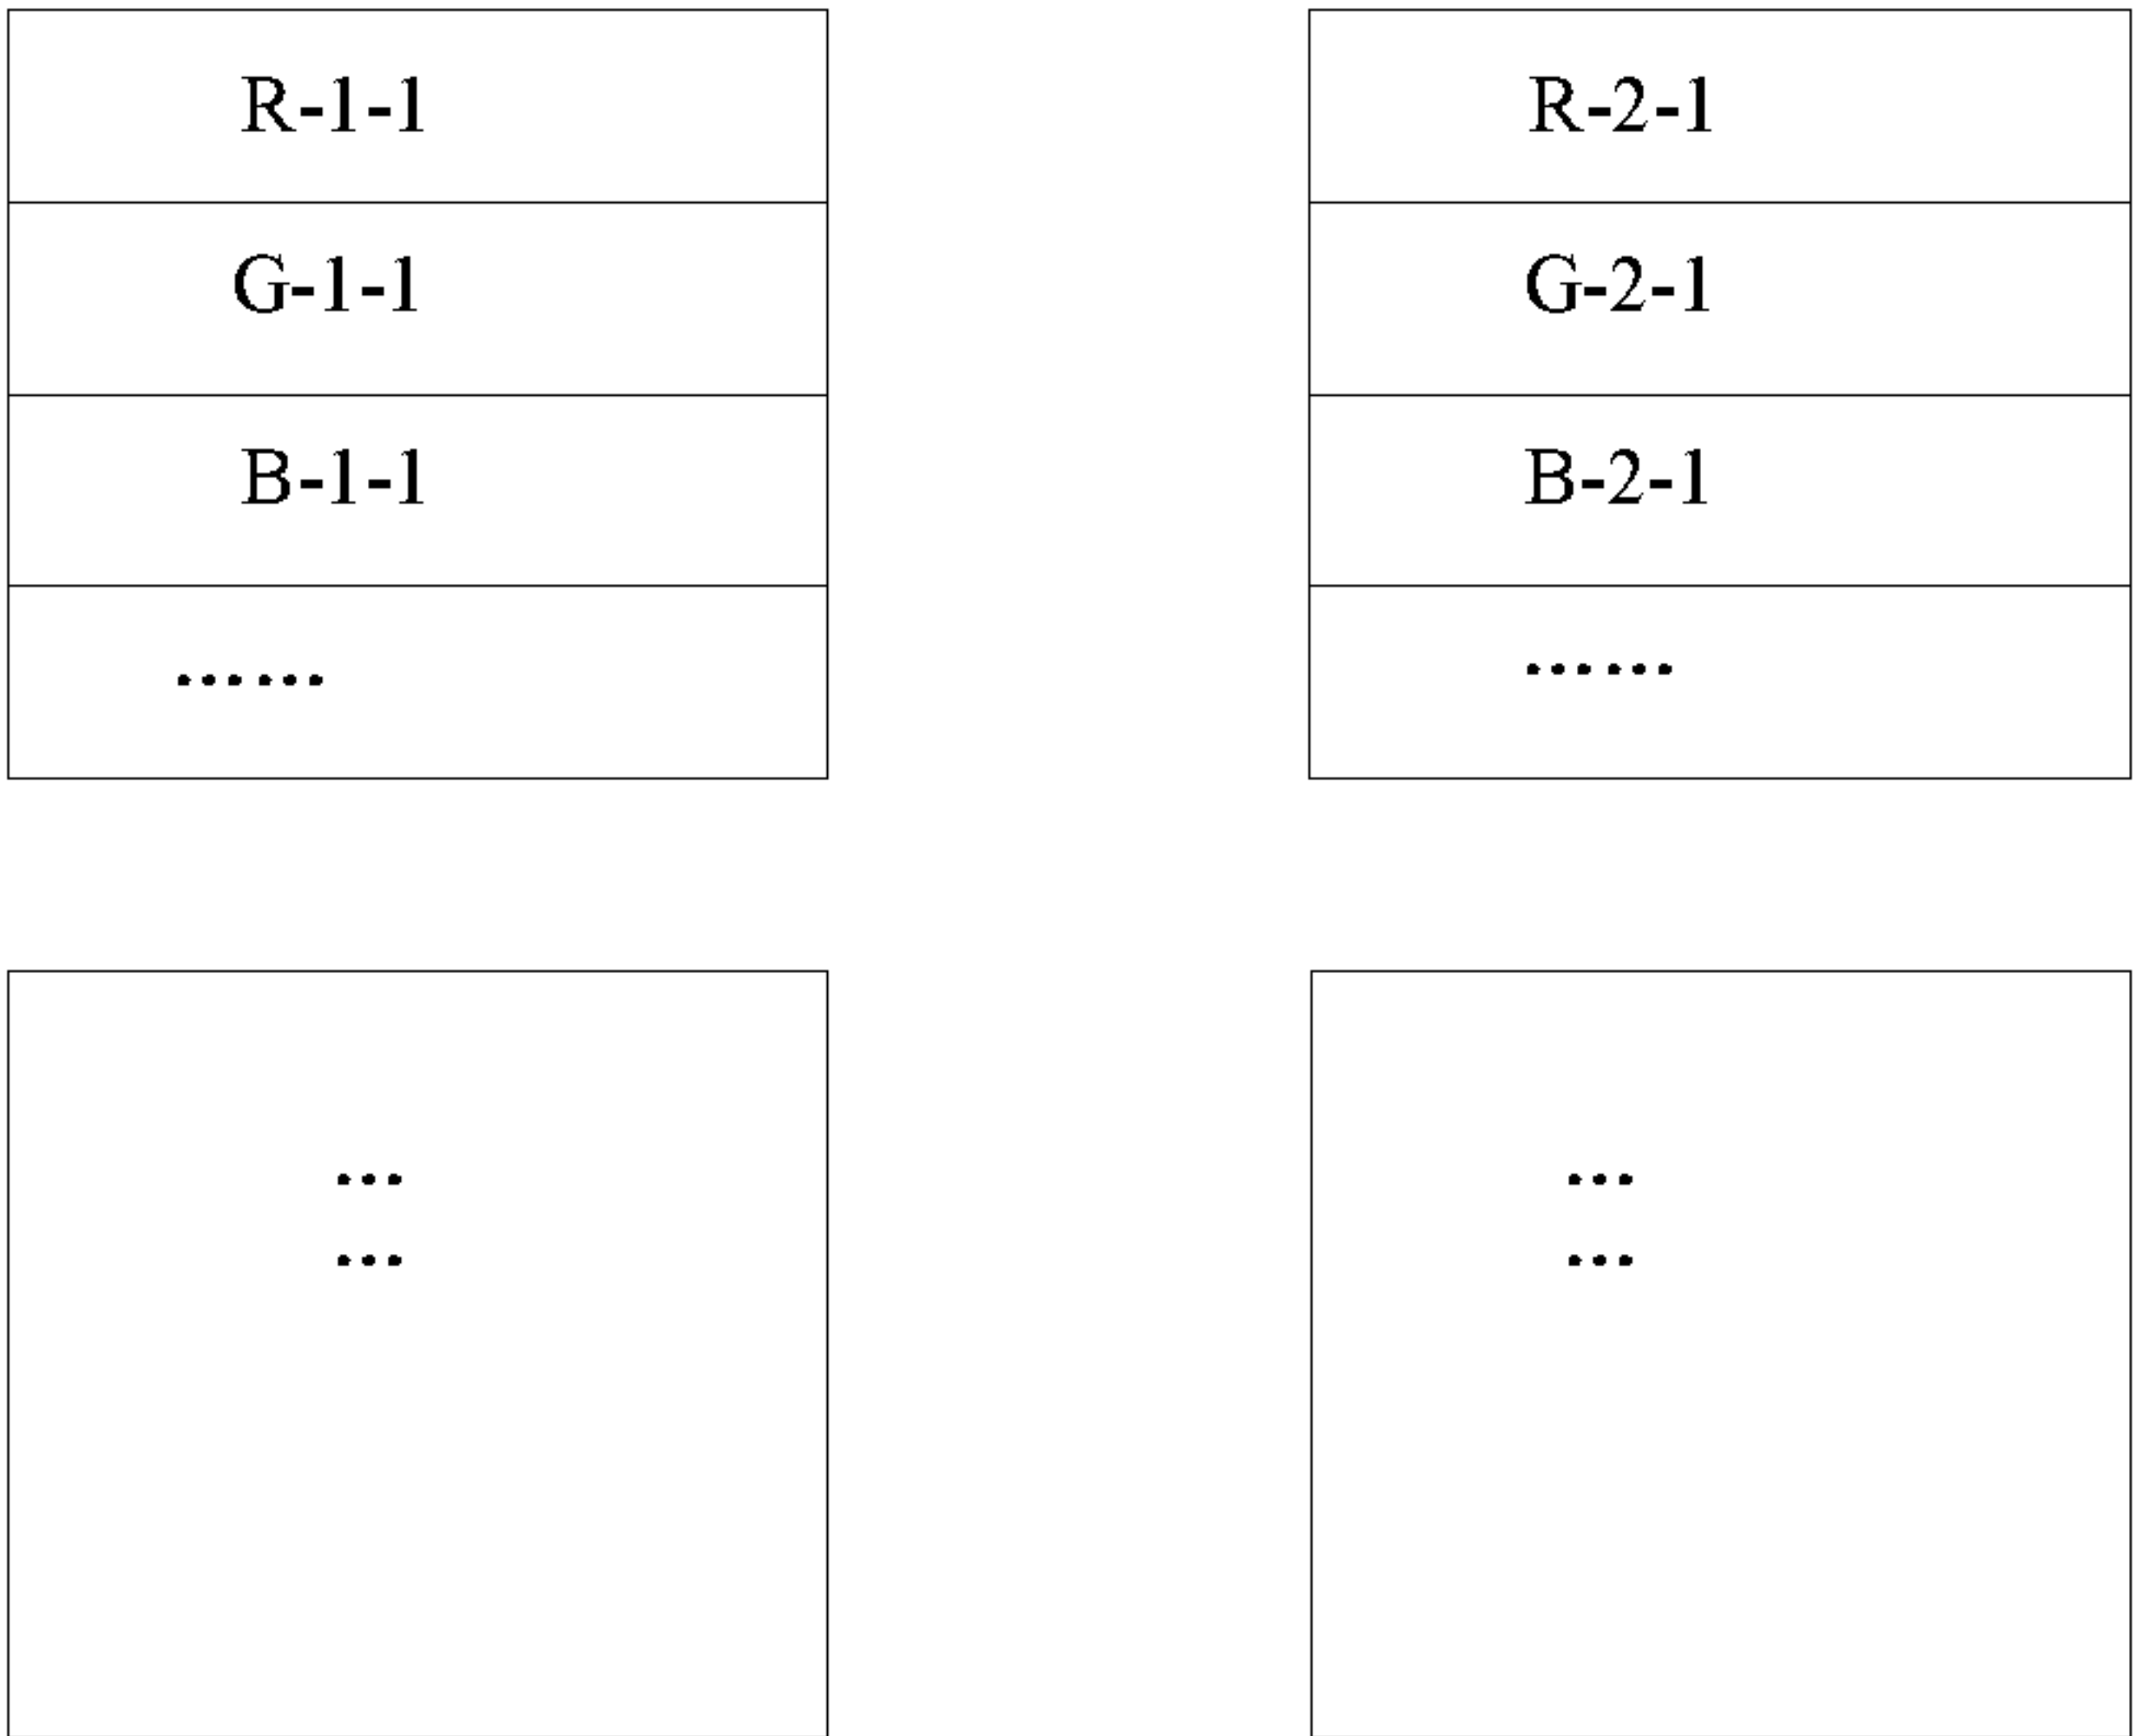 R-1-1
G-1-1
B-1-1
……
R-2-1
G-2-1
B-2-1
……
…
…
…
…